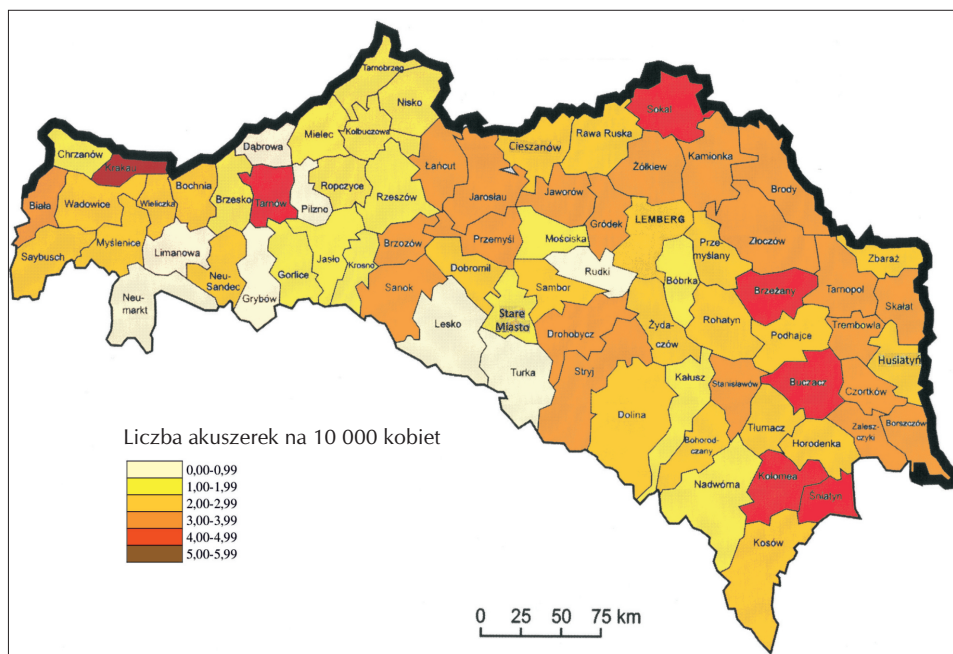 Tarnobrzeg
Nisko
Mielec
Kolbuszowa
Sokal
Dąbrowa
Cieszanów
Rawa Ruska
Kamionka
Chrzanów
Krakau
Łańcut
Żółkiew
Bochnia
Ropczyce
Rzeszów
Jarosłau
Jaworów
Brody
Biała
Wadowice
Wieliczka
Brzesko
Tarnów
Pilzno
Gródek
LEMBERG
Myślenice
Brzozów
Przemyśl
Mościska
Prze-
myślany
Złoczów
Saybusch
Limanowa
Neu-
Sandec
Gorlice
Jasło
Krosno
Dobromil
Rudki
Zbaraż
Neu-
markt
Grybów
Sanok
Sambor
Bóbrka
Brzeżany
Tarnopol
Skałat
Lesko
Stare
Miasto
Drohobycz
Żyda-
czów
Rohatyn
Podhajce
Trembowla
Husiatyń
Turka
Stryj
Kałusz
Stanisławów
Buczacz
Czortków
Dolina
Bohorod-
czany
Tłumacz
Horodenka
Zalesz-
czyki
Borszczów
Nadwórna
Kołomea
Śniatyn
Kosów
Liczba akuszerek na 10 000 kobiet
0,00-0,99
1,00-1,99
2,00-2,99
3,00-3,99
4,00-4,99
5,00-5,99
0 25 50 75 km